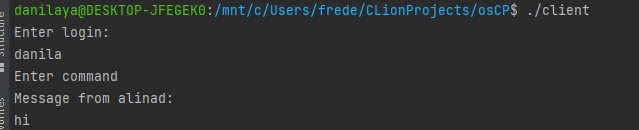 danilaya@DESKTOP-JFEGEK0:/mnt/c/Users/frede/CLionProjects/osCP$ ./client
Enter login:
danila
Enter command
Message from alinad:
hi